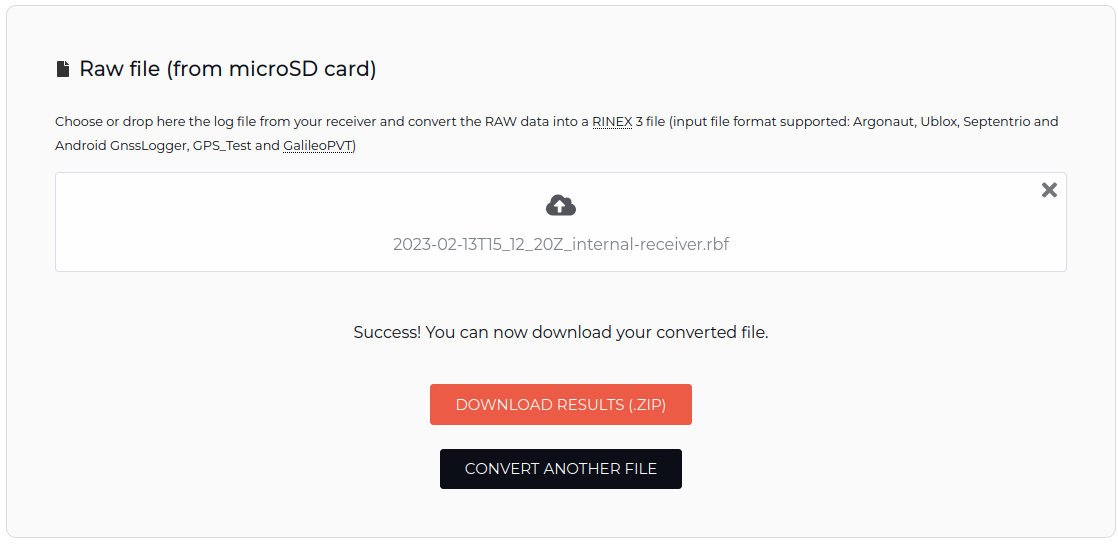 Raw file (from microSD card)
Choose or drop here the log file from your receiver and convert the RAW data into a RINEX 3 file (input file format supported: Argonaut, Ublox, Septentrio and
Android GnssLogger, GPS_Test and GalileoPVT)
2023-02-13T15_12_20Z_internal-receiver.rbf
Success! You can now download your converted file.
DOWNLOAD RESULTS (.ZIP)
CONVERT ANOTHER FILE